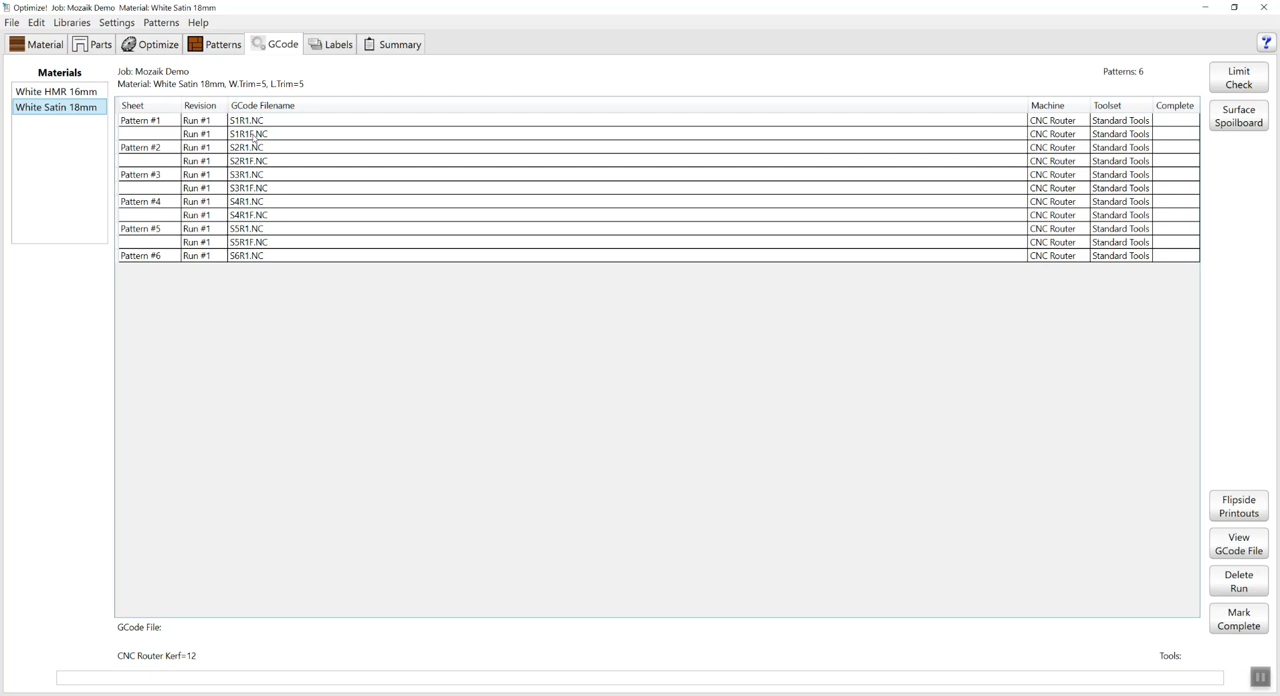 Optimize! Job: Mozaik Demo Material: White Satin 18mm
File Edit Libraries Settings Patterns Help
Material Parts Optimize Patterns GCode Labels Summary ?
Materials
White HMR 16mm
White Satin 18mm
Job: Mozaik Demo
Material: White Satin 18mm, W.Trim=5, L.Trim=5
Patterns: 6
Sheet Revision GCode Filename Machine Toolset Complete
Pattern #1 Run #1 S1R1.NC CNC Router Standard Tools
Run #1 S1R1F.NC CNC Router Standard Tools
Pattern #2 Run #1 S2R1.NC CNC Router Standard Tools
Run #1 S2R1F.NC CNC Router Standard Tools
Pattern #3 Run #1 S3R1.NC CNC Router Standard Tools
Run #1 S3R1F.NC CNC Router Standard Tools
Pattern #4 Run #1 S4R1.NC CNC Router Standard Tools
Run #1 S4R1F.NC CNC Router Standard Tools
Pattern #5 Run #1 S5R1.NC CNC Router Standard Tools
Run #1 S5R1F.NC CNC Router Standard Tools
Pattern #6 Run #1 S6R1.NC CNC Router Standard Tools
Limit
Check
Surface
Spoilboard
Flipside
Printouts
View
GCode File
Delete
Run
Mark
Complete
GCode File:
CNC Router Kerf=12
Tools: